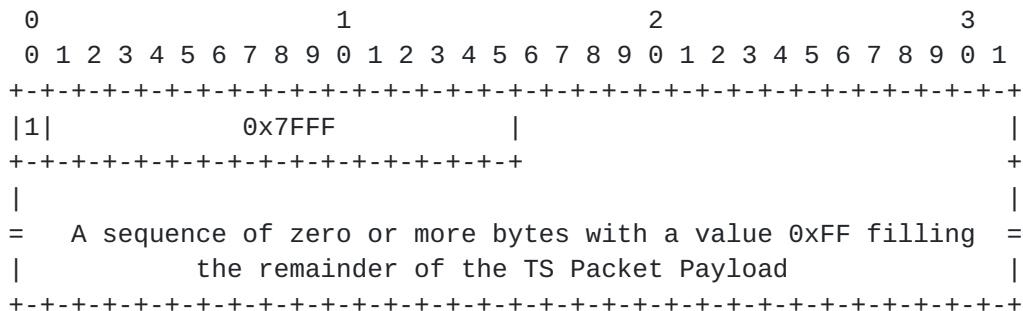 0                   1                   2                   3
 0 1 2 3 4 5 6 7 8 9 0 1 2 3 4 5 6 7 8 9 0 1 2 3 4 5 6 7 8 9 0 1
+-+-+-+-+-+-+-+-+-+-+-+-+-+-+-+-+-+-+-+-+-+-+-+-+-+-+-+-+-+-+-+-+
|1|            0x7FFF           |                               |
+-+-+-+-+-+-+-+-+-+-+-+-+-+-+-+-+                               +
|                                                               |
=   A sequence of zero or more bytes with a value 0xFF filling  =
|           the remainder of the TS Packet Payload              |
+-+-+-+-+-+-+-+-+-+-+-+-+-+-+-+-+-+-+-+-+-+-+-+-+-+-+-+-+-+-+-+-+